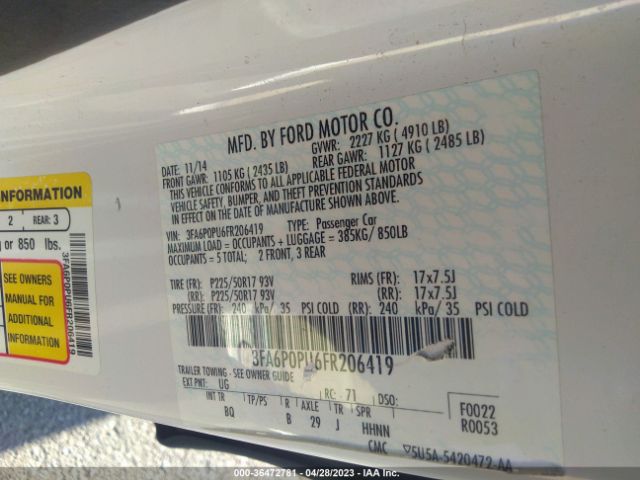 MFD. BY FORD MOTOR CO.
DATE: 11/14 GVWR: 2227 KG ( 4910 LB)
FRONT GAWR: 1105 KG ( 2435 LB) REAR GAWR: 1127 KG ( 2485 LB)
THIS VEHICLE CONFORMS TO ALL APPLICABLE FEDERAL MOTOR
VEHICLE SAFETY, BUMPER, AND THEFT PREVENTION STANDARDS
IN EFFECT ON THE DATE OF MANUFACTURE SHOWN ABOVE.
VIN: 3FA6P0PU6FR206419 TYPE: Passenger Car
MAXIMUM LOAD = OCCUPANTS + LUGGAGE = 385KG/ 850LB
OCCUPANTS = 5 TOTAL; 2 FRONT, 3 REAR
TIRE (FR): P225/50R17 93V RIMS (FR): 17x7.5J
(RR): P225/50R17 93V (RR): 17x7.5J
PRESSURE (FR): 240 kPa/ 35 PSI COLD (RR): 240 kPa/ 35 PSI COLD
3FA6P0PU6FR206419
TRAILER TOWING - SEE OWNER GUIDE
EXT PNT: UG RC: 71 DSO:
INT TR TP/PS R AXLE TR SPR
BQ B 29 J HHNN
F0022
R0053
CMC
5U5A-5420472-AA
INFORMATION
2 REAR: 3
or 850 lbs.
SEE OWNERS
MANUAL FOR
ADDITIONAL
INFORMATION
3FA6P0PU6FR206419
000-36472781 - 04/28/2023 - IAA Inc.